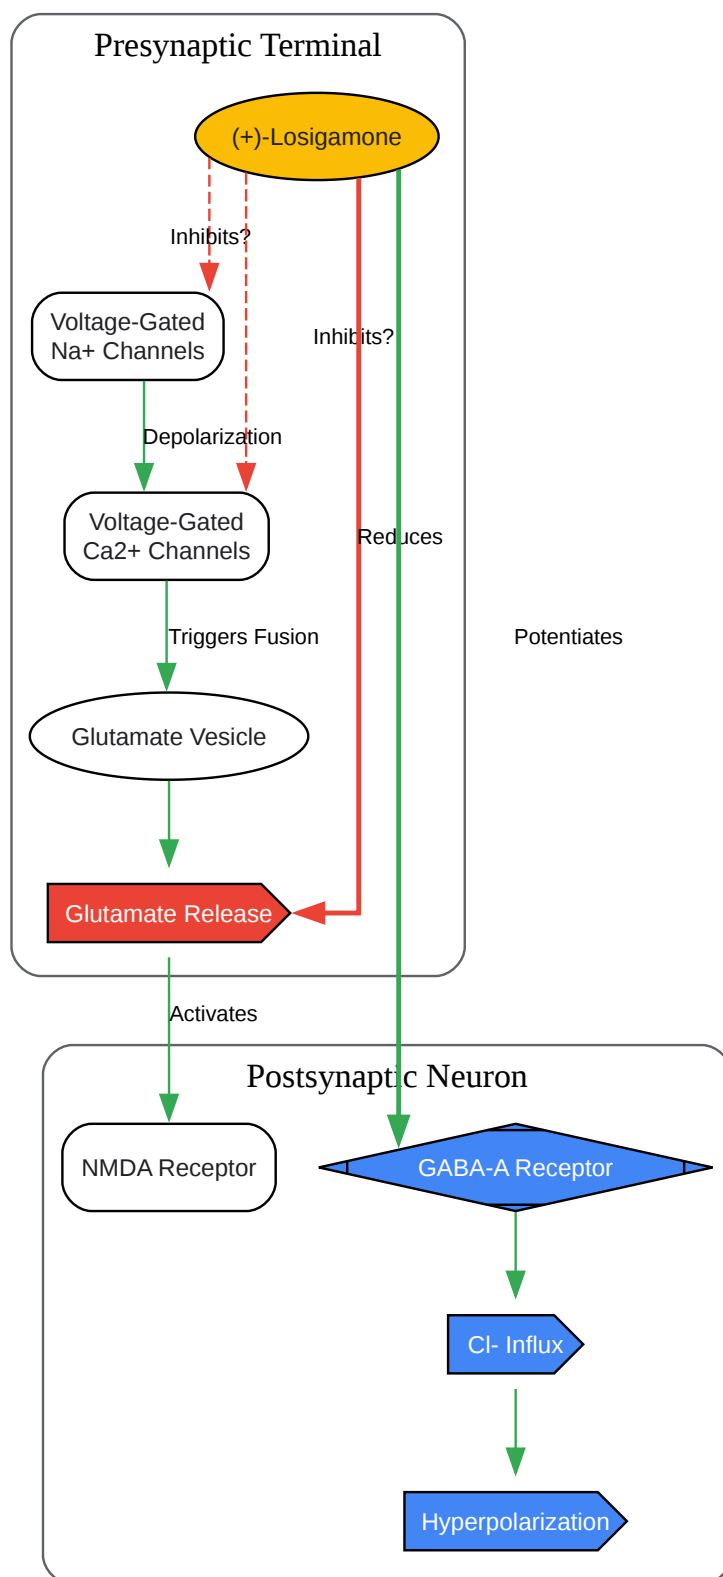 Presynaptic Terminal
(+)-Losigamone
Inhibits?
Voltage-Gated
Na+ Channels
Inhibits?
Depolarization
Voltage-Gated
Ca2+ Channels
Reduces
Triggers Fusion
Potentiates
Glutamate Vesicle
Glutamate Release
Activates
Postsynaptic Neuron
NMDA Receptor
GABA-A Receptor
Cl- Influx
Hyperpolarization